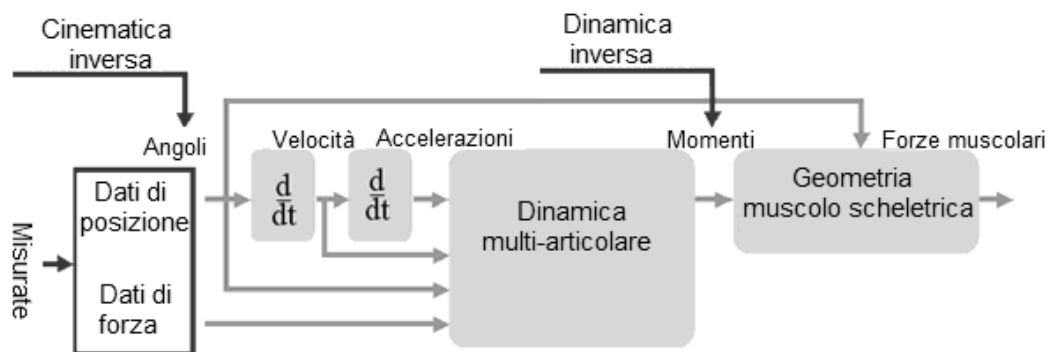 Cinematica
inversa
Dinamica
inversa
Angoli
Velocità
Accelerazioni
Momenti
Forze muscolari
Misurate
Dati di
posizione
Dati di
forza
d
dt
d
dt
Dinamica
multi-articolare
Geometria
muscolo scheletrica